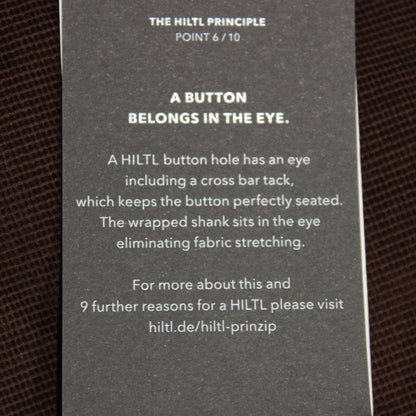 THE HILTL PRINCIPLE
POINT 6 / 10
A BUTTON
BELONGS IN THE EYE.
A HILTL button hole has an eye
including a cross bar tack,
which keeps the button perfectly seated.
The wrapped shank sits in the eye
eliminating fabric stretching.
For more about this and
9 further reasons for a HILTL please visit
hiltl.de/hiltl-prinzip